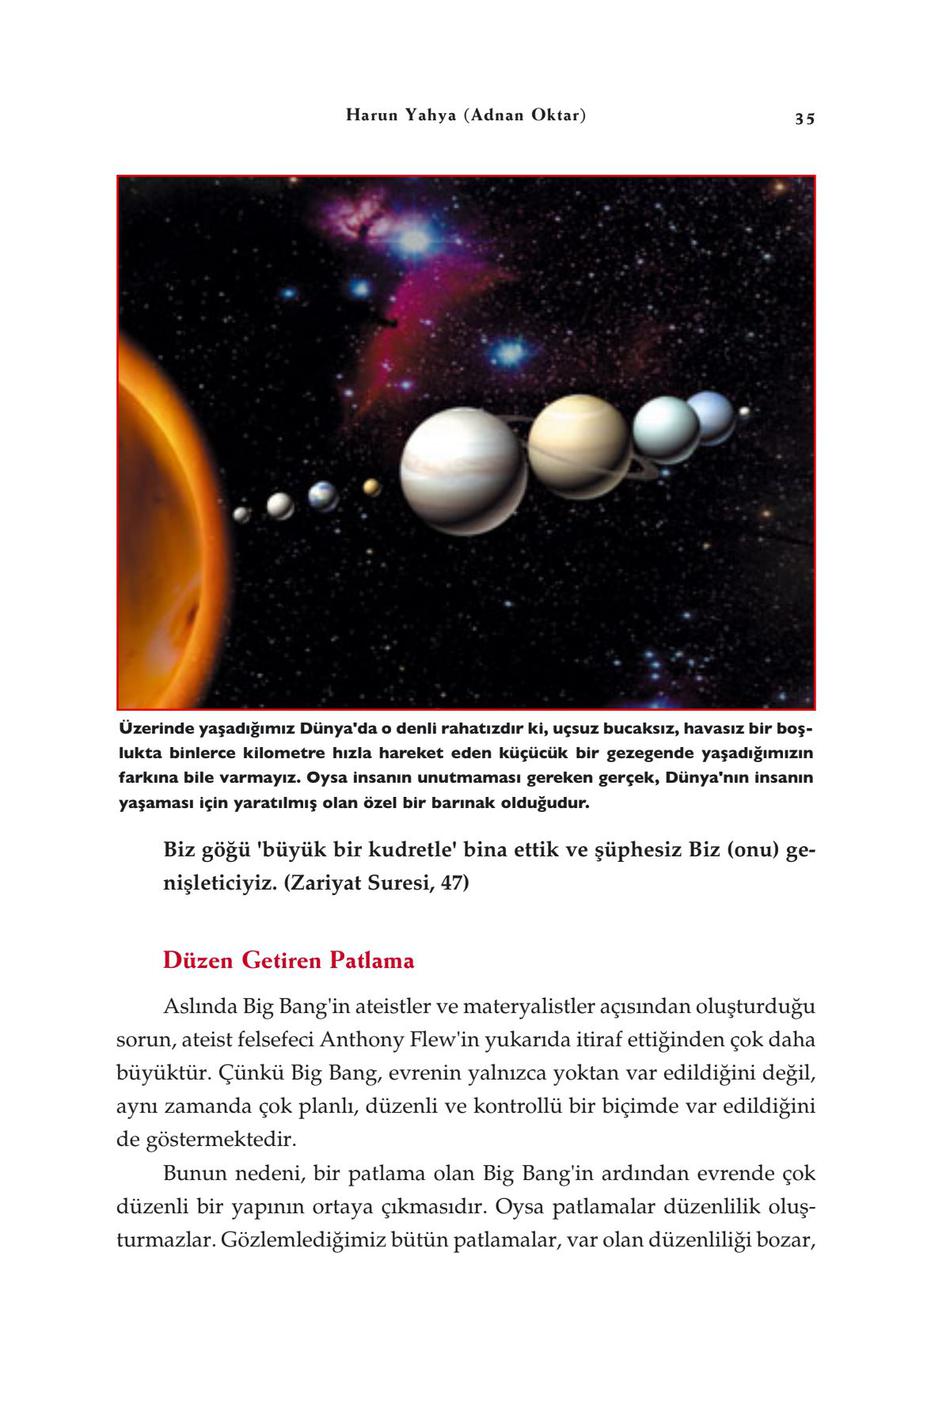 Harun Yahya (Adnan Oktar)
35
Üzerinde yaşadığımız Dünya'da o denli rahatızdır ki, uçsuz bucaksız, havasız bir boş-
lukta binlerce kilometre hızla hareket eden küçücük bir gezegende yaşadığımızın
farkına bile varmayız. Oysa insanın unutmaması gereken gerçek, Dünya'nın insanın
yaşaması için yaratılmış olan özel bir barınak olduğudur.
Biz göğü 'büyük bir kudretle' bina ettik ve şüphesiz Biz (onu) ge-
nişleticiyiz. (Zariyat Suresi, 47)
Düzen Getiren Patlama
Aslında Big Bang'in ateistler ve materyalistler açısından oluşturduğu
sorun, ateist felsefeci Anthony Flew'in yukarıda itiraf ettiğinden çok daha
büyüktür. Çünkü Big Bang, evrenin yalnızca yoktan var edildiğini değil,
aynı zamanda çok planlı, düzenli ve kontrollü bir biçimde var edildiğini
de göstermektedir.
Bunun nedeni, bir patlama olan Big Bang'in ardından evrende çok
düzenli bir yapının ortaya çıkmasıdır. Oysa patlamalar düzenlilik oluş-
turmazlar. Gözlemlediğimiz bütün patlamalar, var olan düzenliliği bozar,